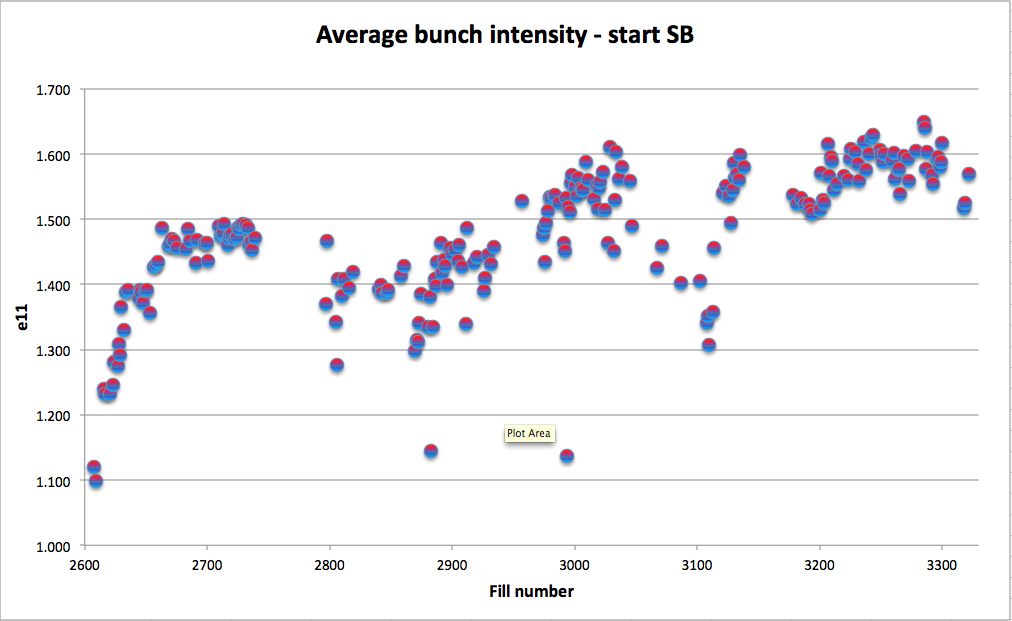 Average bunch intensity - start SB
1.700
1.600
1.500
1.400
1.300
1.200
1.100
1.000
e11
Plot Area
2600 2700 2800 2900 3000 3100 3200 3300
Fill number